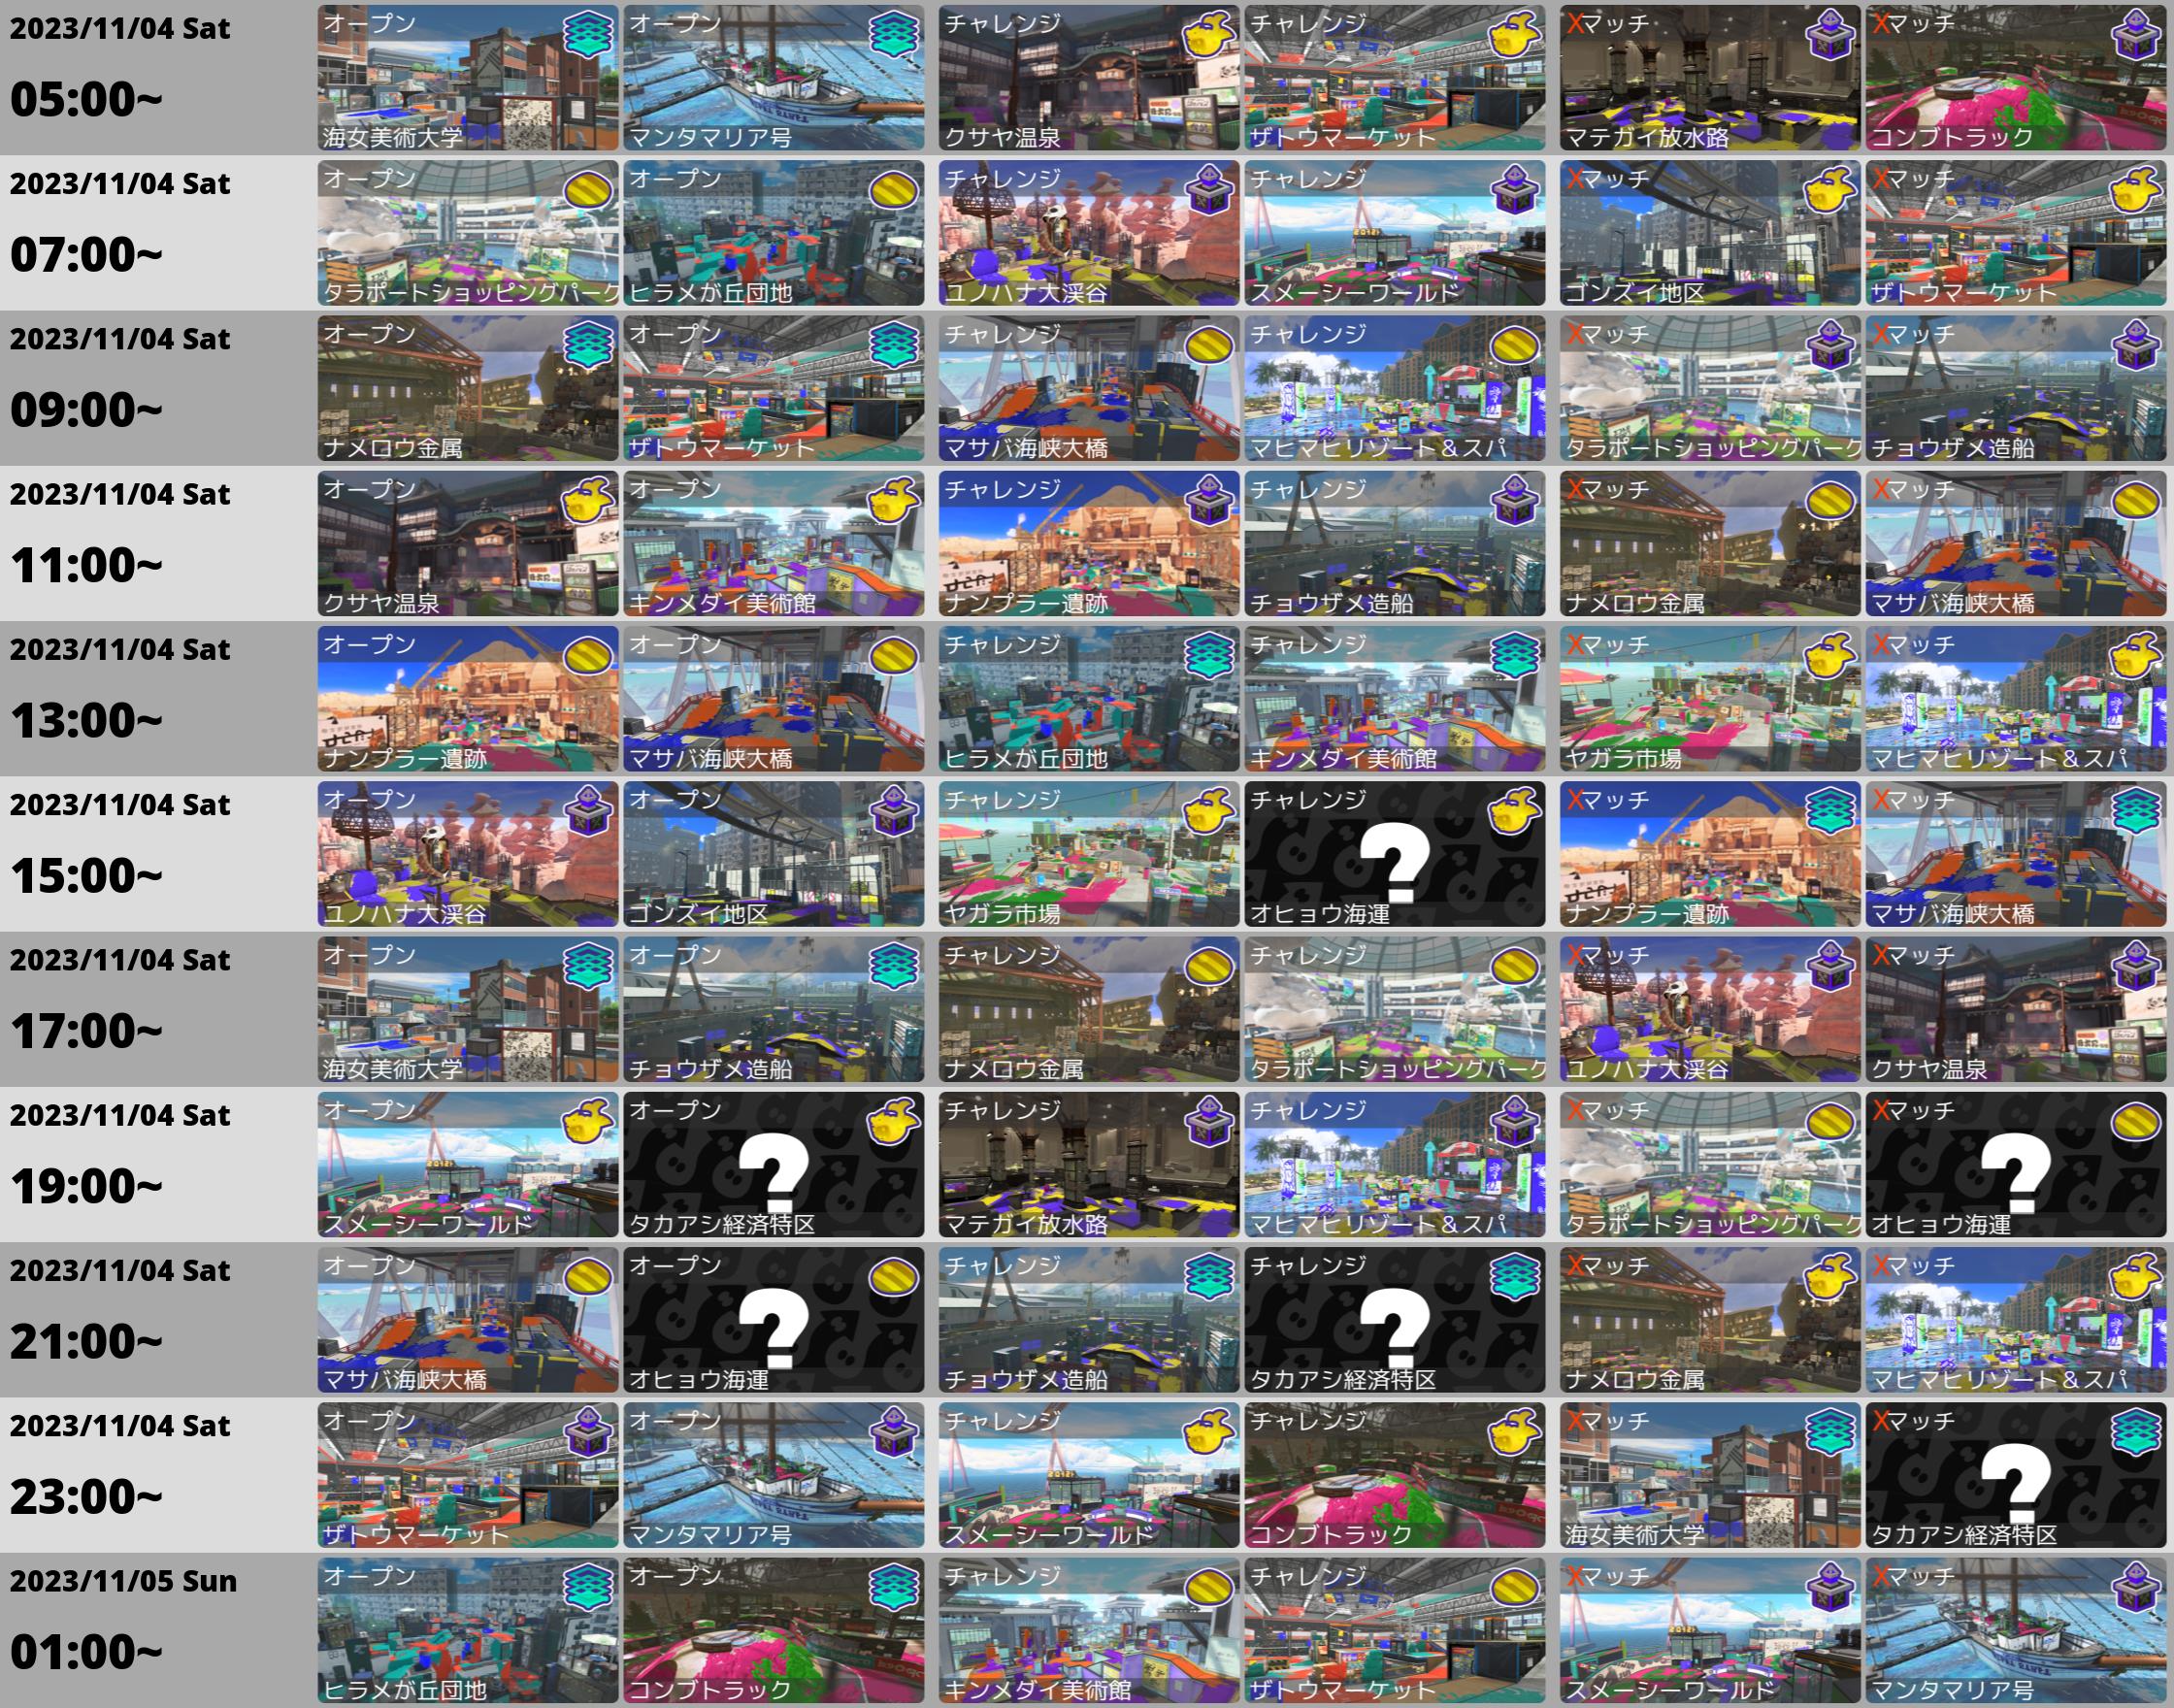 2023/11/04 Sat
05:00~
オープン
海女美術大学
オープン
マンタマリア号
チャレンジ
クサヤ温泉
チャレンジ
ザトウマーケット
Xマッチ
マテガイ放水路
Xマッチ
コンブトラック
2023/11/04 Sat
07:00~
オープン
タラポートショッピングパーク
オープン
ヒラメが丘団地
チャレンジ
ユノハナ大渓谷
チャレンジ
スメーシーワールド
Xマッチ
ゴンズイ地区
Xマッチ
ザトウマーケット
2023/11/04 Sat
09:00~
オープン
ナメロウ金属
オープン
ザトウマーケット
チャレンジ
マサバ海峡大橋
チャレンジ
マヒマヒリゾート&スパ
Xマッチ
タラポートショッピングパーク
Xマッチ
チョウザメ造船
2023/11/04 Sat
11:00~
オープン
クサヤ温泉
オープン
キンメダイ美術館
チャレンジ
ナンプラー遺跡
チャレンジ
チョウザメ造船
Xマッチ
ナメロウ金属
Xマッチ
マサバ海峡大橋
2023/11/04 Sat
13:00~
オープン
ナンプラー遺跡
オープン
マサバ海峡大橋
チャレンジ
ヒラメが丘団地
チャレンジ
キンメダイ美術館
Xマッチ
ヤガラ市場
Xマッチ
マヒマヒリゾート&スパ
2023/11/04 Sat
15:00~
オープン
ユノハナ大渓谷
オープン
ゴンズイ地区
チャレンジ
ヤガラ市場
チャレンジ
?
オヒョウ海運
Xマッチ
ナンプラー遺跡
Xマッチ
マサバ海峡大橋
2023/11/04 Sat
17:00~
オープン
海女美術大学
オープン
チョウザメ造船
チャレンジ
ナメロウ金属
チャレンジ
タラポートショッピングパーク
Xマッチ
ユノハナ大渓谷
Xマッチ
クサヤ温泉
2023/11/04 Sat
19:00~
オープン
スメーシーワールド
オープン
?
タカアシ経済特区
チャレンジ
マテガイ放水路
チャレンジ
マヒマヒリゾート&スパ
Xマッチ
タラポートショッピングパーク
Xマッチ
?
オヒョウ海運
2023/11/04 Sat
21:00~
オープン
マサバ海峡大橋
オープン
?
オヒョウ海運
チャレンジ
チョウザメ造船
チャレンジ
?
タカアシ経済特区
Xマッチ
ナメロウ金属
Xマッチ
マヒマヒリゾート&スパ
2023/11/04 Sat
23:00~
オープン
ザトウマーケット
オープン
マンタマリア号
チャレンジ
スメーシーワールド
チャレンジ
コンブトラック
Xマッチ
海女美術大学
Xマッチ
?
タカアシ経済特区
2023/11/05 Sun
01:00~
オープン
ヒラメが丘団地
オープン
コンブトラック
チャレンジ
キンメダイ美術館
チャレンジ
ザトウマーケット
Xマッチ
スメーシーワールド
Xマッチ
マンタマリア号